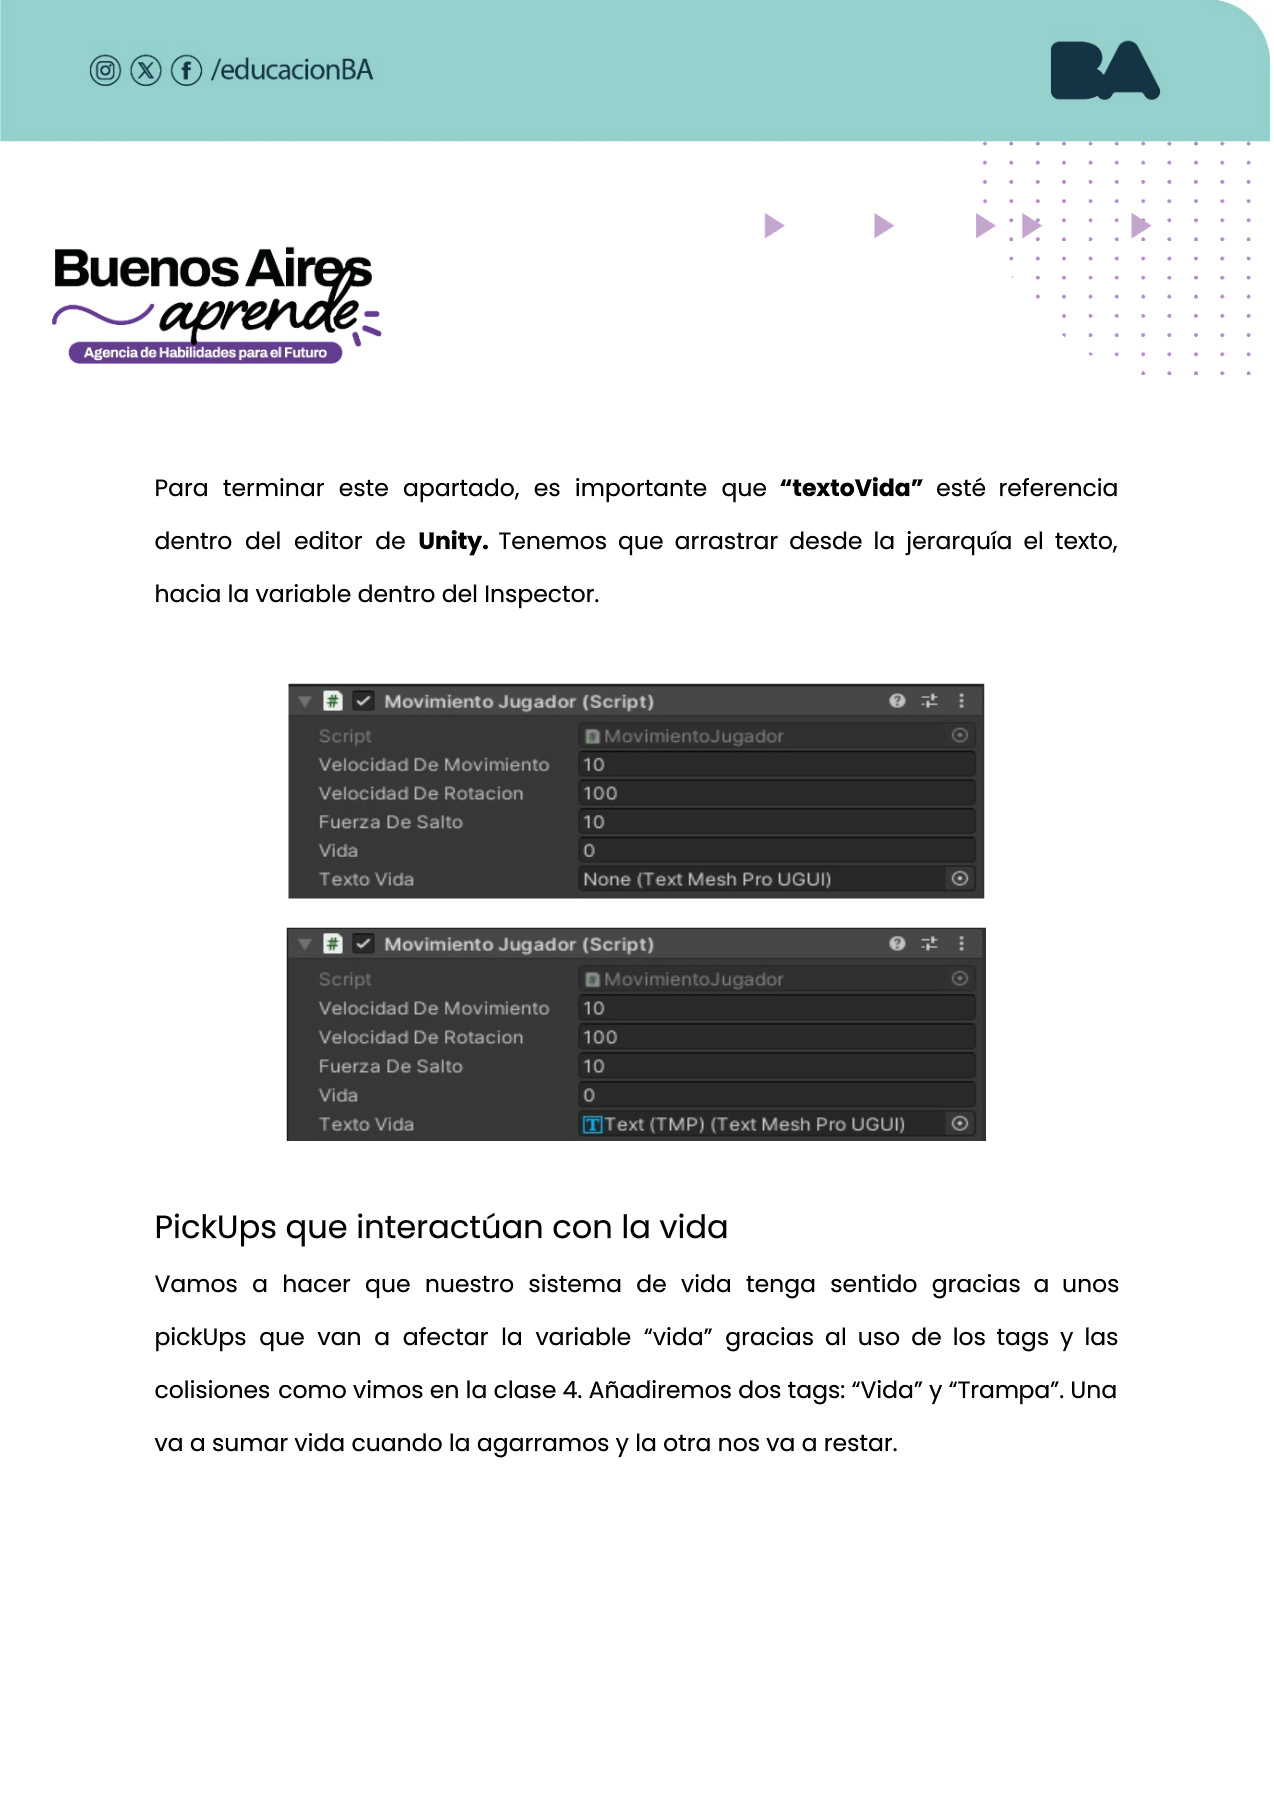 /educacionBA
BA
Buenos Aires
aprende
Agencia de Habilidades para el Futuro
Para terminar este apartado, es importante que “textoVida” esté referencia
dentro del editor de Unity. Tenemos que arrastrar desde la jerarquía el texto,
hacia la variable dentro del Inspector.
Movimiento Jugador (Script)
Script MovimientoJugador
Velocidad De Movimiento 10
Velocidad De Rotacion 100
Fuerza De Salto 10
Vida 0
Texto Vida None (Text Mesh Pro UGUI)
Movimiento Jugador (Script)
Script MovimientoJugador
Velocidad De Movimiento 10
Velocidad De Rotacion 100
Fuerza De Salto 10
Vida 0
Texto Vida Text (TMP) (Text Mesh Pro UGUI)
PickUps que interactúan con la vida
Vamos a hacer que nuestro sistema de vida tenga sentido gracias a unos
pickUps que van a afectar la variable “vida” gracias al uso de los tags y las
colisiones como vimos en la clase 4. Añadiremos dos tags: “Vida” y “Trampa”. Una
va a sumar vida cuando la agarramos y la otra nos va a restar.